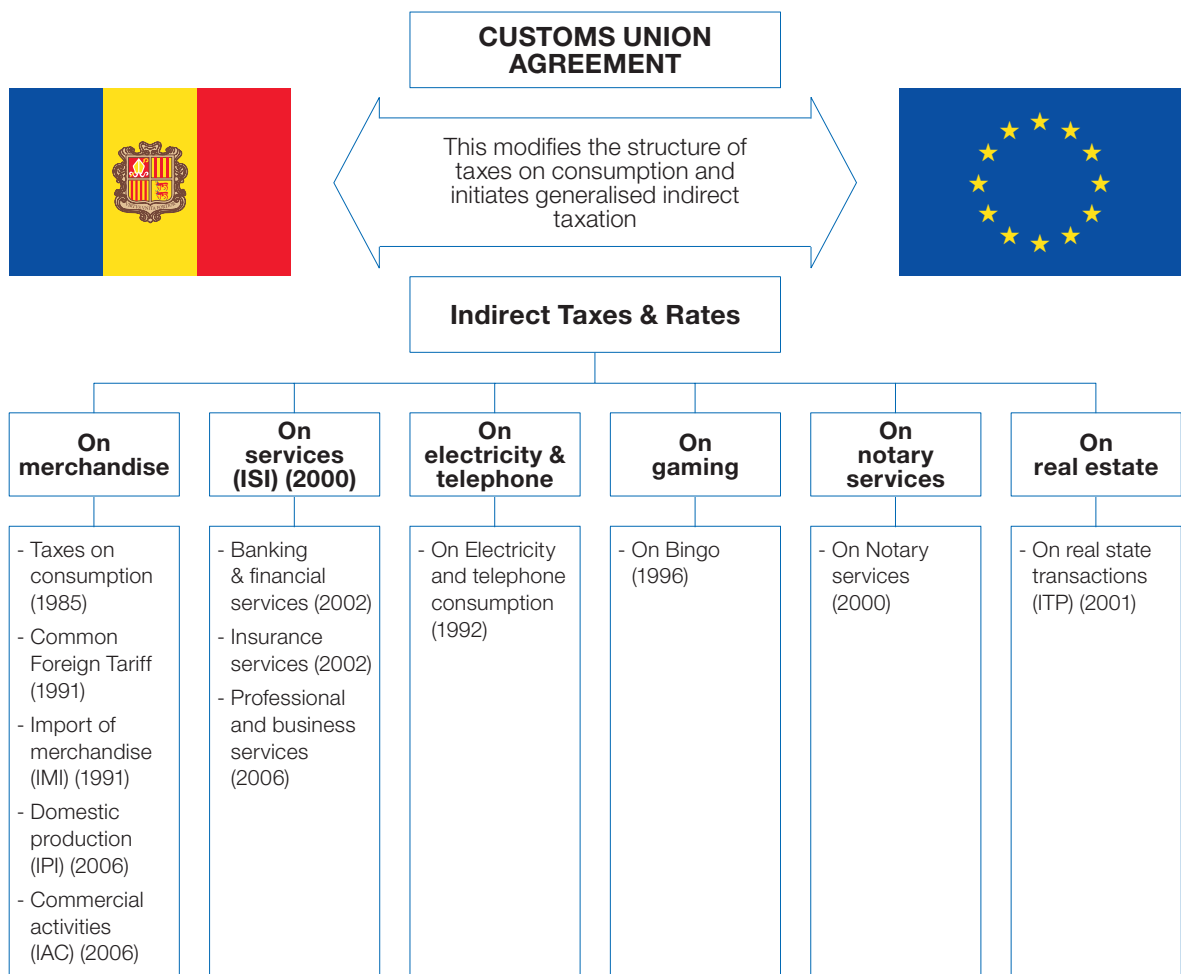 CUSTOMS UNION
AGREEMENT
This modifies the structure of
taxes on consumption and
initiates generalised indirect
taxation
Indirect Taxes & Rates
On
merchandise
- Taxes on
consumption
(1985)
- Common
Foreign Tariff
(1991)
- Import of
merchandise
(IMI) (1991)
- Domestic
production
(IPI) (2006)
- Commercial
activities
(IAC) (2006)
On
services
(ISI) (2000)
- Banking
& financial
services (2002)
- Insurance
services (2002)
- Professional
and business
services
(2006)
On
electricity &
telephone
- On Electricity
and telephone
consumption
(1992)
On
gaming
- On Bingo
(1996)
On
notary
services
- On Notary
services
(2000)
On
real estate
- On real state
transactions
(ITP) (2001)